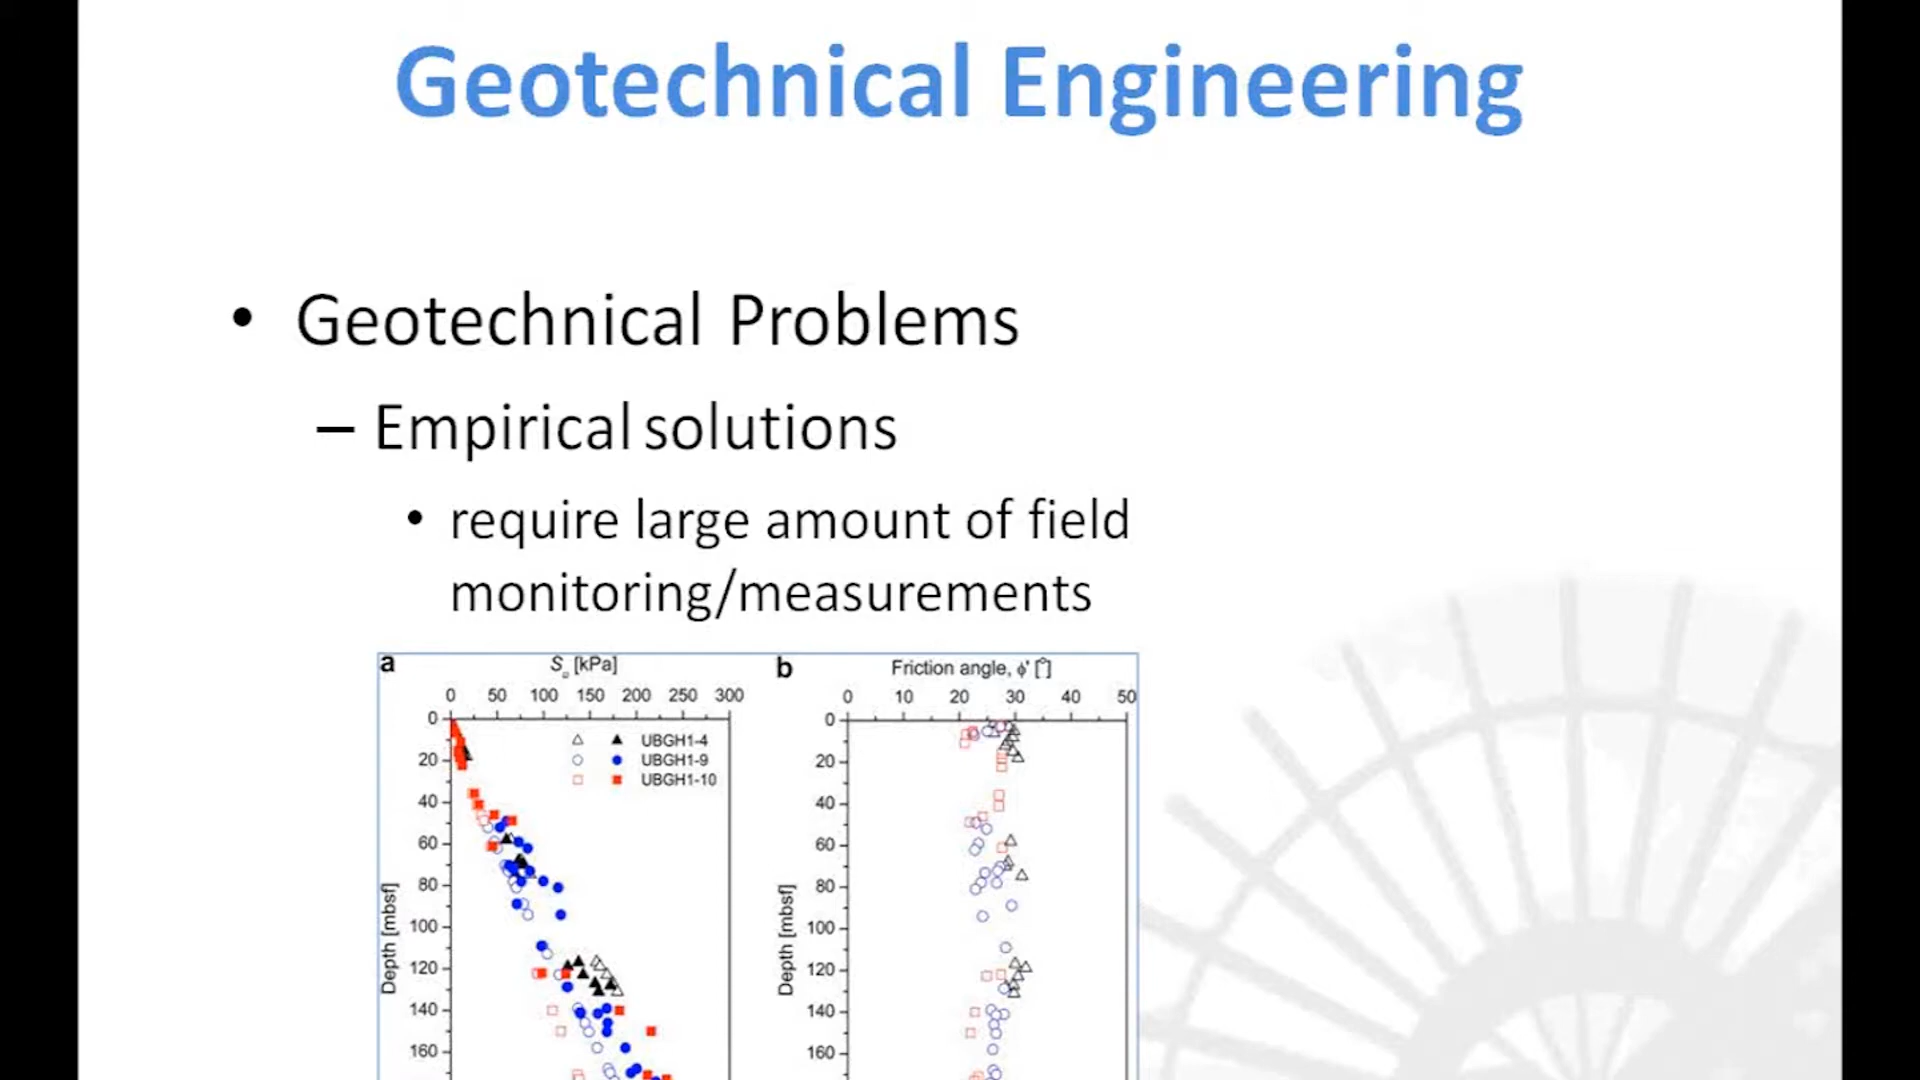 Geotechnical Engineering
• Geotechnical Problems
– Empirical solutions
• require large amount of field
monitoring/measurements
a
Su [kPa]
0 50 100 150 200 250 300
0
20
40
60
80
100
120
140
160
Depth [mbsf]
UBGH1-4
UBGH1-9
UBGH1-10
b
Friction angle, ϕ' [°]
0 10 20 30 40 50
0
20
40
60
80
100
120
140
160
Depth [mbsf]